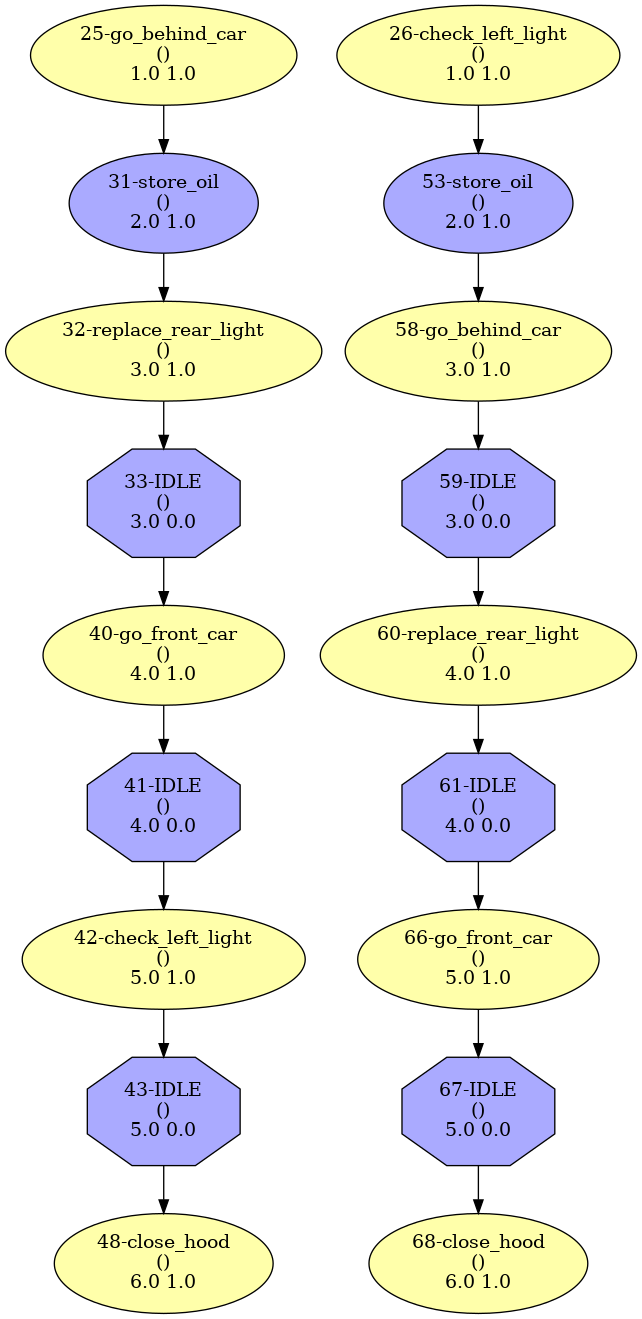 25-go_behind_car
()
1.0 1.0
31-store_oil
()
2.0 1.0
32-replace_rear_light
()
3.0 1.0
33-IDLE
()
3.0 0.0
40-go_front_car
()
4.0 1.0
41-IDLE
()
4.0 0.0
42-check_left_light
()
5.0 1.0
43-IDLE
()
5.0 0.0
48-close_hood
()
6.0 1.0
26-check_left_light
()
1.0 1.0
53-store_oil
()
2.0 1.0
58-go_behind_car
()
3.0 1.0
59-IDLE
()
3.0 0.0
60-replace_rear_light
()
4.0 1.0
61-IDLE
()
4.0 0.0
66-go_front_car
()
5.0 1.0
67-IDLE
()
5.0 0.0
68-close_hood
()
6.0 1.0